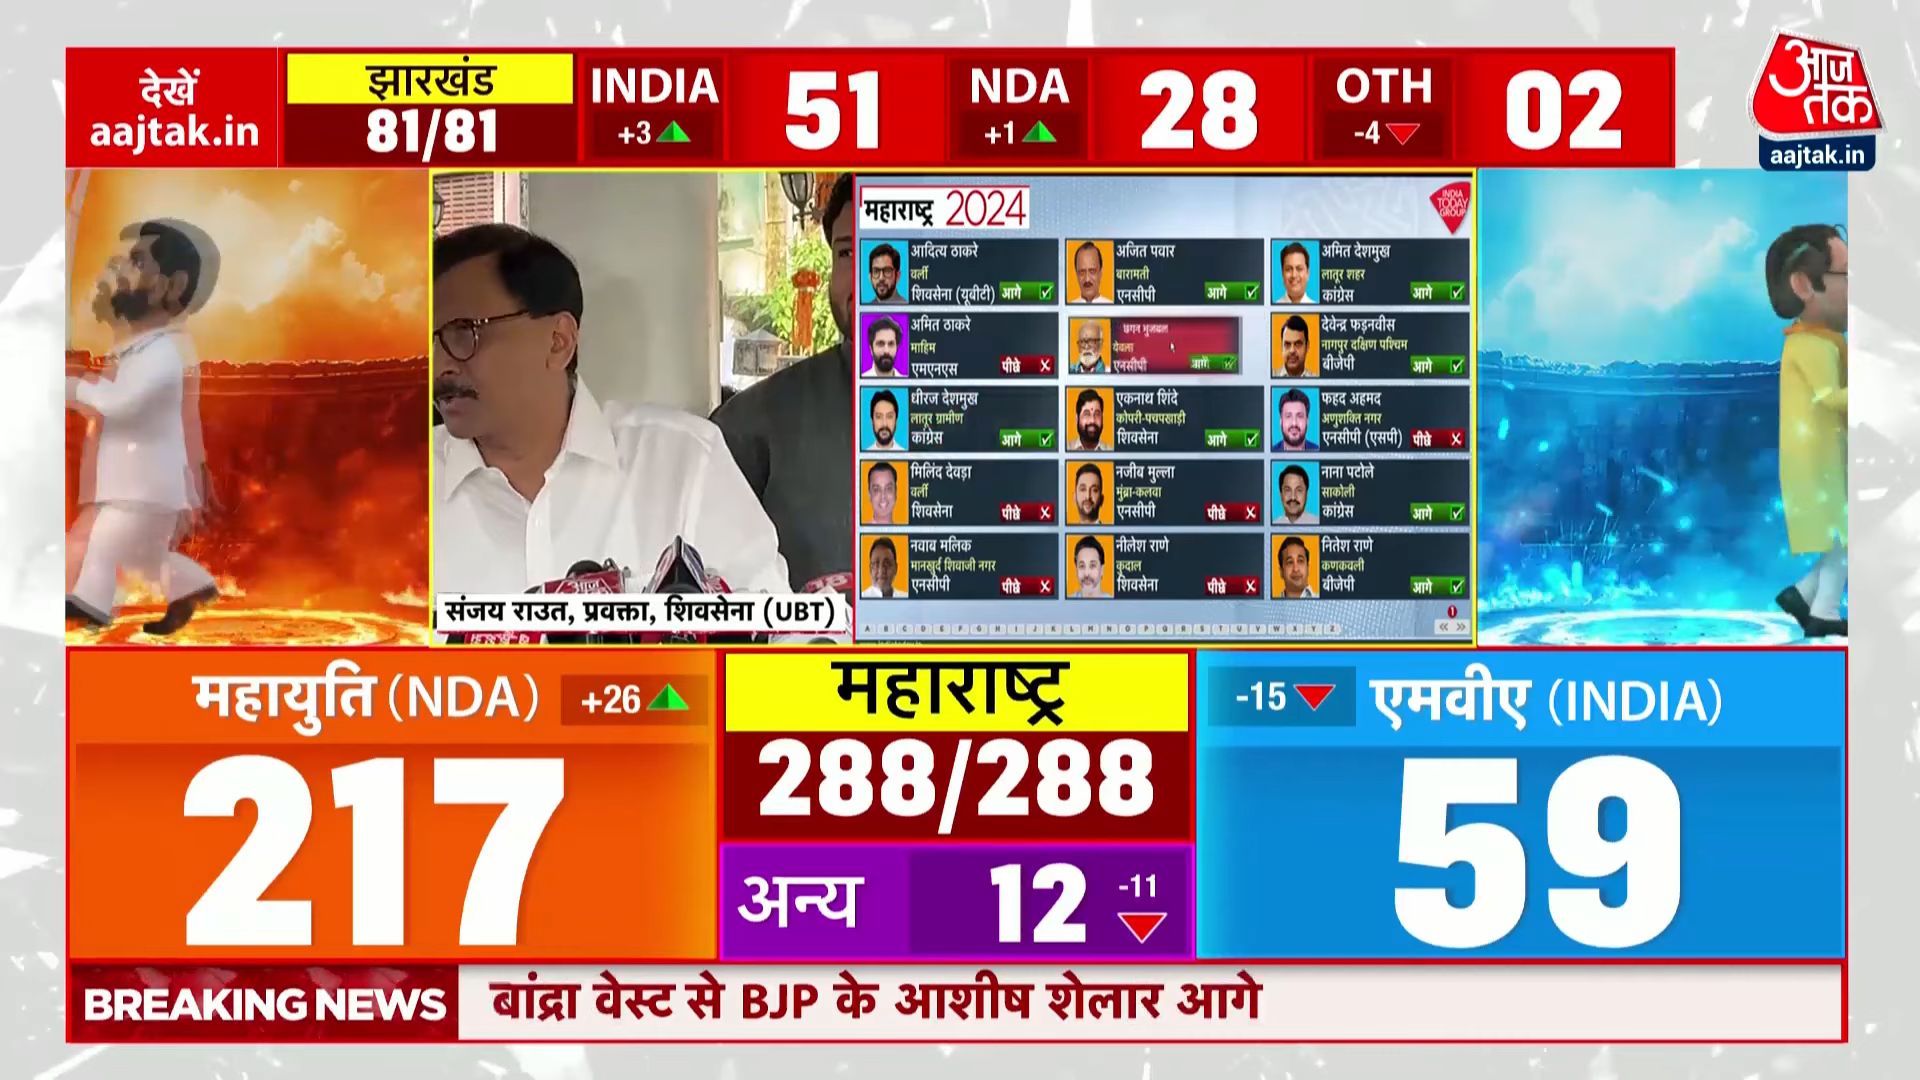 देखें
aajtak.in
झारखंड
81/81
INDIA
+3
51
NDA
+1
28
OTH
-4
02
आज
तक
aajtak.in
महाराष्ट्र 2024
INDIA
TODAY
GROUP
आदित्य ठाकरे
वर्ली
शिवसेना (यूबीटी) आगे
अजित पवार
बारामती
एनसीपी आगे
अमित देशमुख
लातूर शहर
कांग्रेस आगे
अमित ठाकरे
माहिम
एमएनएस पीछे
छगन भुजबल
येवला
एनसीपी आगे
देवेन्द्र फड़नवीस
नागपुर दक्षिण पश्चिम
बीजेपी आगे
धीरज देशमुख
लातूर ग्रामीण
कांग्रेस आगे
एकनाथ शिंदे
कोपरी-पचपखाड़ी
शिवसेना आगे
फहद अहमद
अणुशक्ति नगर
एनसीपी (एसपी) पीछे
मिलिंद देवड़ा
वर्ली
शिवसेना पीछे
नजीब मुल्ला
मुंब्रा-कलवा
एनसीपी पीछे
नाना पटोले
साकोली
कांग्रेस आगे
नवाब मलिक
मानखुर्द शिवाजी नगर
एनसीपी पीछे
नीलेश राणे
कुदाल
शिवसेना पीछे
नितेश राणे
कणकवली
बीजेपी आगे
1
A B C D E F G H I J K L M N O P Q R S T U V W X Y Z
आज
संजय राउत, प्रवक्ता, शिवसेना (UBT)
महायुति (NDA)
+26
217
महाराष्ट्र
288/288
अन्य
12
-11
-15
एमवीए (INDIA)
59
BREAKING NEWS
बांद्रा वेस्ट से BJP के आशीष शेलार आगे